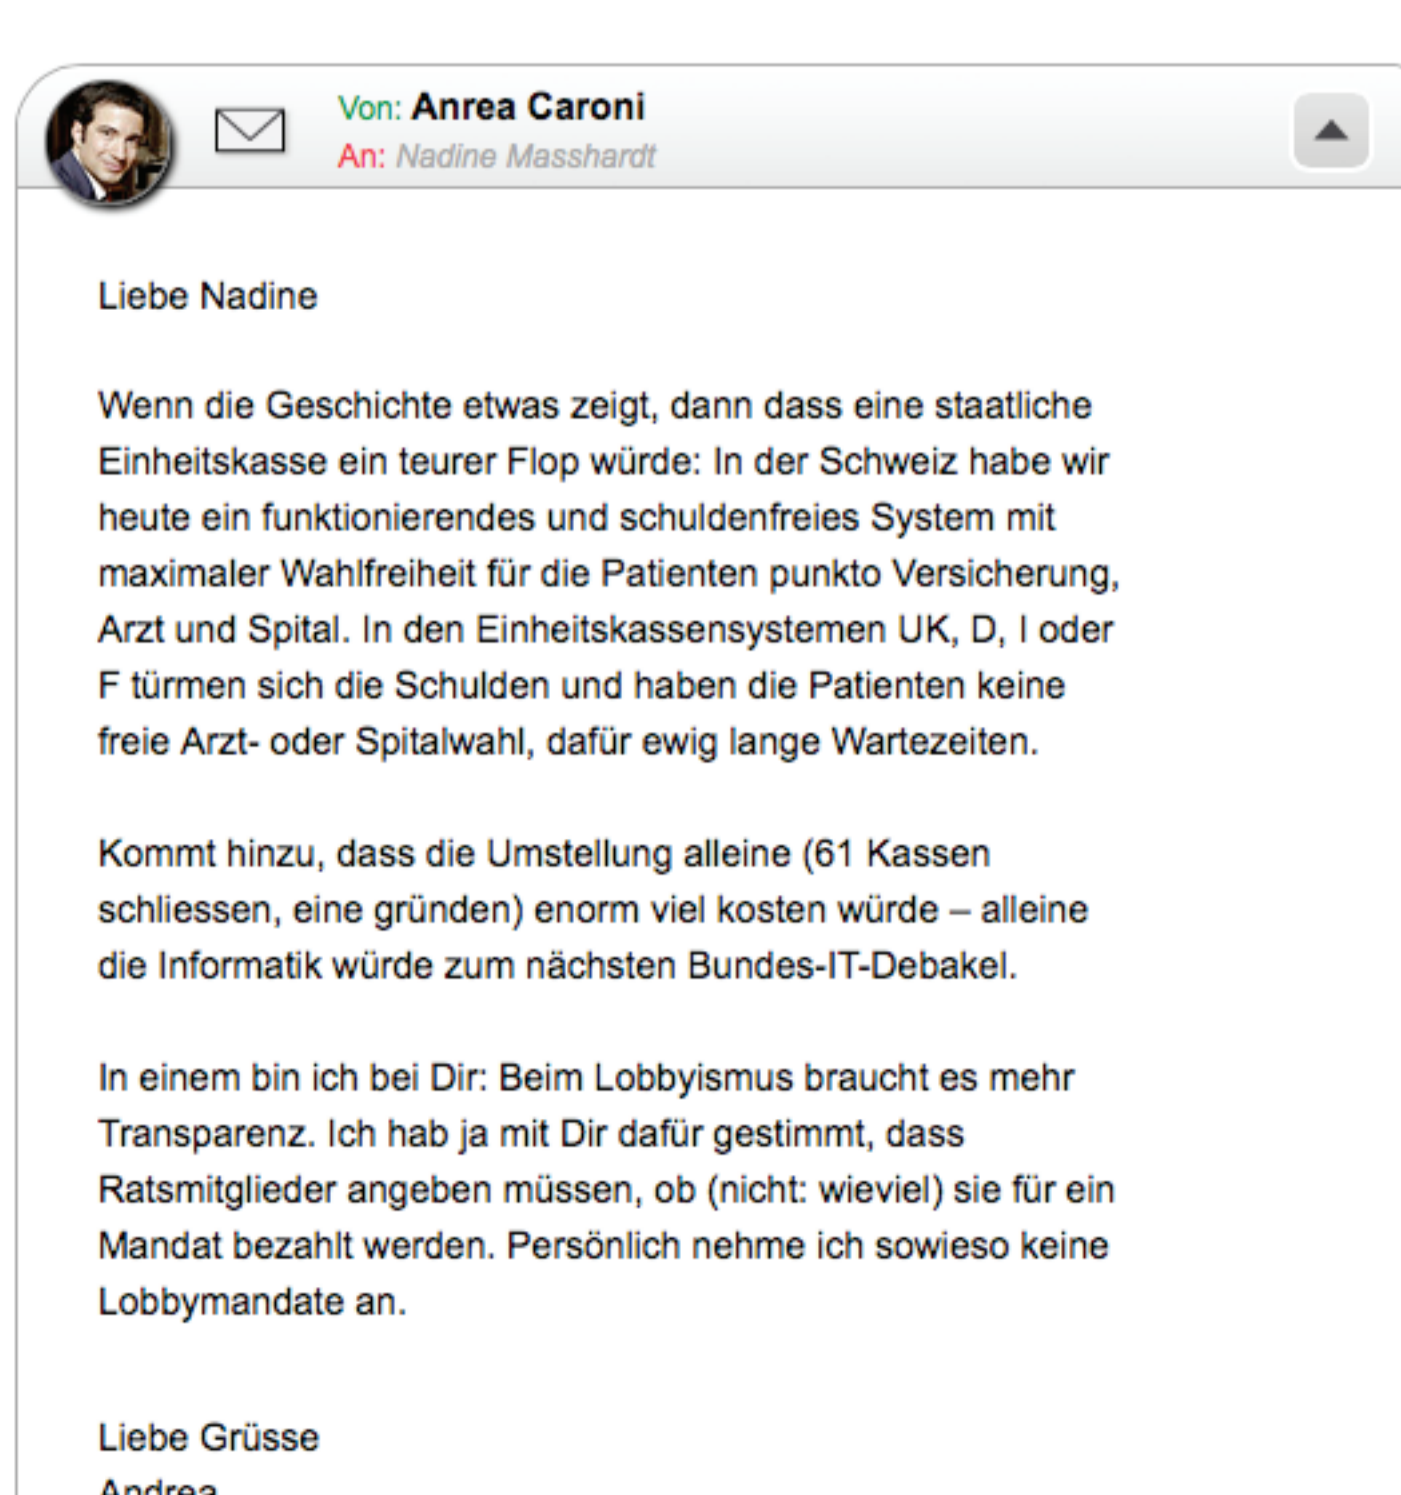 Von: Anrea Caroni
An: Nadine Masshardt
Liebe Nadine
Wenn die Geschichte etwas zeigt, dann dass eine staatliche
Einheitskasse ein teurer Flop würde: In der Schweiz habe wir
heute ein funktionierendes und schuldenfreies System mit
maximaler Wahlfreiheit für die Patienten punkto Versicherung,
Arzt und Spital. In den Einheitskassensystemen UK, D, I oder
F türmen sich die Schulden und haben die Patienten keine
freie Arzt- oder Spitalwahl, dafür ewig lange Wartezeiten.
Kommt hinzu, dass die Umstellung alleine (61 Kassen
schliessen, eine gründen) enorm viel kosten würde – alleine
die Informatik würde zum nächsten Bundes-IT-Debakel.
In einem bin ich bei Dir: Beim Lobbyismus braucht es mehr
Transparenz. Ich hab ja mit Dir dafür gestimmt, dass
Ratsmitglieder angeben müssen, ob (nicht: wieviel) sie für ein
Mandat bezahlt werden. Persönlich nehme ich sowieso keine
Lobbymandate an.
Liebe Grüsse
Andrea